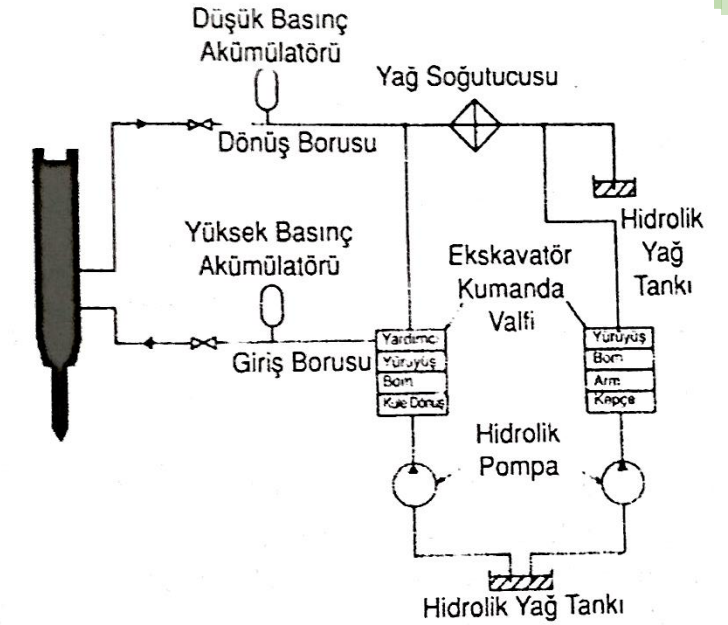 Düşük Basınç
Akümülatörü
Yağ Soğutucusu
Dönüş Borusu
Hidrolik
Yağ
Tankı
Yüksek Basınç
Akümülatörü
Ekskavatör
Kumanda
Valfi
Giriş Borusu
Yardımcı
Yürüyüş
Bom
Kule Dönüş
Yürüyüş
Bom
Arm
Kepçe
Hidrolik
Pompa
Hidrolik Yağ Tankı